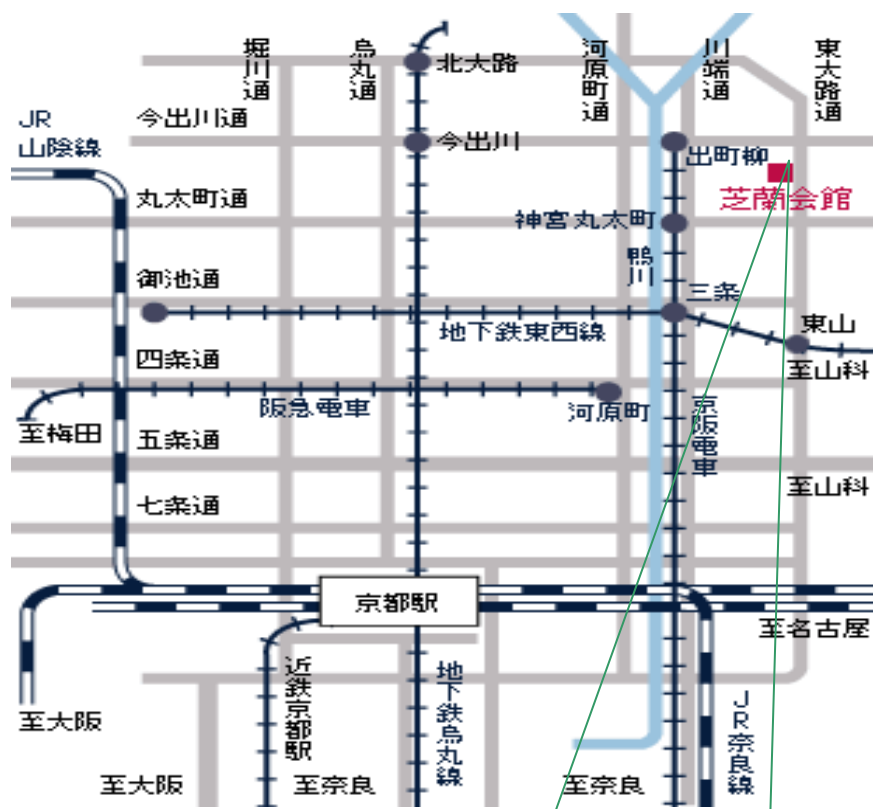 堀川通
烏丸通
河原町通
川端通
東大路通
北大路
今出川通
JR
山陰線
今出川
出町柳
芝蘭会館
丸太町通
神宮丸太町
鴨川
御池通
三条
地下鉄東西線
東山
四条通
至山科
阪急電車
河原町
京阪電車
至梅田
五条通
至山科
七条通
京都駅
至名古屋
近鉄京都駅
地下鉄烏丸線
JR奈良線
至大阪
至大阪
至奈良
至奈良